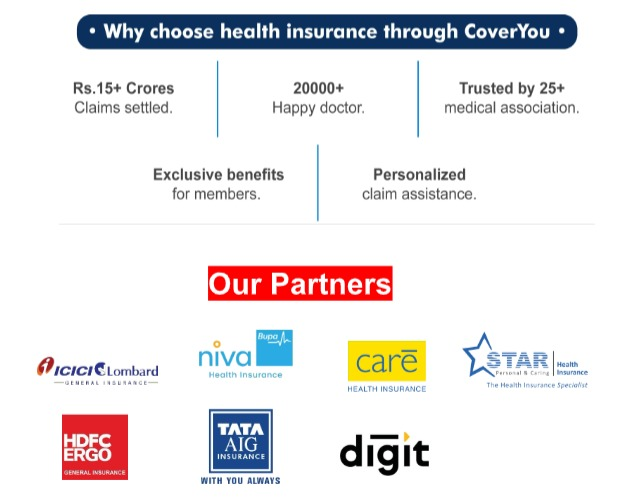 • Why choose health insurance through CoverYou •
Rs.15+ Crores
Claims settled.
20000+
Happy doctor.
Trusted by 25+
medical association.
Exclusive benefits
for members.
Personalized
claim assistance.
Our Partners
ICICI Lombard
GENERAL INSURANCE
niva Bupa
Health Insurance
care
HEALTH INSURANCE
STAR Health Insurance
Personal & Caring
The Health Insurance Specialist
HDFC
ERGO
GENERAL INSURANCE
TATA
AIG
INSURANCE
WITH YOU ALWAYS
digit